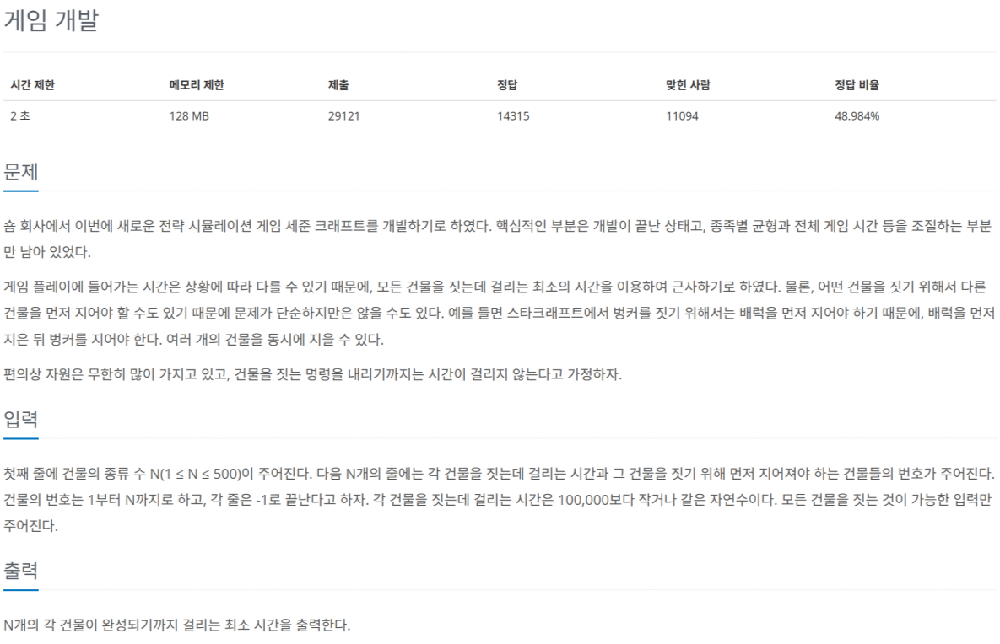 게임 개발
시간 제한 메모리 제한 제출 정답 맞힌 사람 정답 비율
2 초 128 MB 29121 14315 11094 48.984%
문제
숌 회사에서 이번에 새로운 전략 시뮬레이션 게임 세준 크래프트를 개발하기로 하였다. 핵심적인 부분은 개발이 끝난 상태고, 종족별 균형과 전체 게임 시간 등을 조절하는 부분
만 남아 있었다.
게임 플레이에 들어가는 시간은 상황에 따라 다를 수 있기 때문에, 모든 건물을 짓는데 걸리는 최소의 시간을 이용하여 근사하기로 하였다. 물론, 어떤 건물을 짓기 위해서 다른
건물을 먼저 지어야 할 수도 있기 때문에 문제가 단순하지만은 않을 수도 있다. 예를 들면 스타크래프트에서 벙커를 짓기 위해서는 배럭을 먼저 지어야 하기 때문에, 배럭을 먼저
지은 뒤 벙커를 지어야 한다. 여러 개의 건물을 동시에 지을 수 있다.
편의상 자원은 무한히 많이 가지고 있고, 건물을 짓는 명령을 내리기까지는 시간이 걸리지 않는다고 가정하자.
입력
첫째 줄에 건물의 종류 수 N(1 ≤ N ≤ 500)이 주어진다. 다음 N개의 줄에는 각 건물을 짓는데 걸리는 시간과 그 건물을 짓기 위해 먼저 지어져야 하는 건물들의 번호가 주어진다.
건물의 번호는 1부터 N까지로 하고, 각 줄은 -1로 끝난다고 하자. 각 건물을 짓는데 걸리는 시간은 100,000보다 작거나 같은 자연수이다. 모든 건물을 짓는 것이 가능한 입력만
주어진다.
출력
N개의 각 건물이 완성되기까지 걸리는 최소 시간을 출력한다.